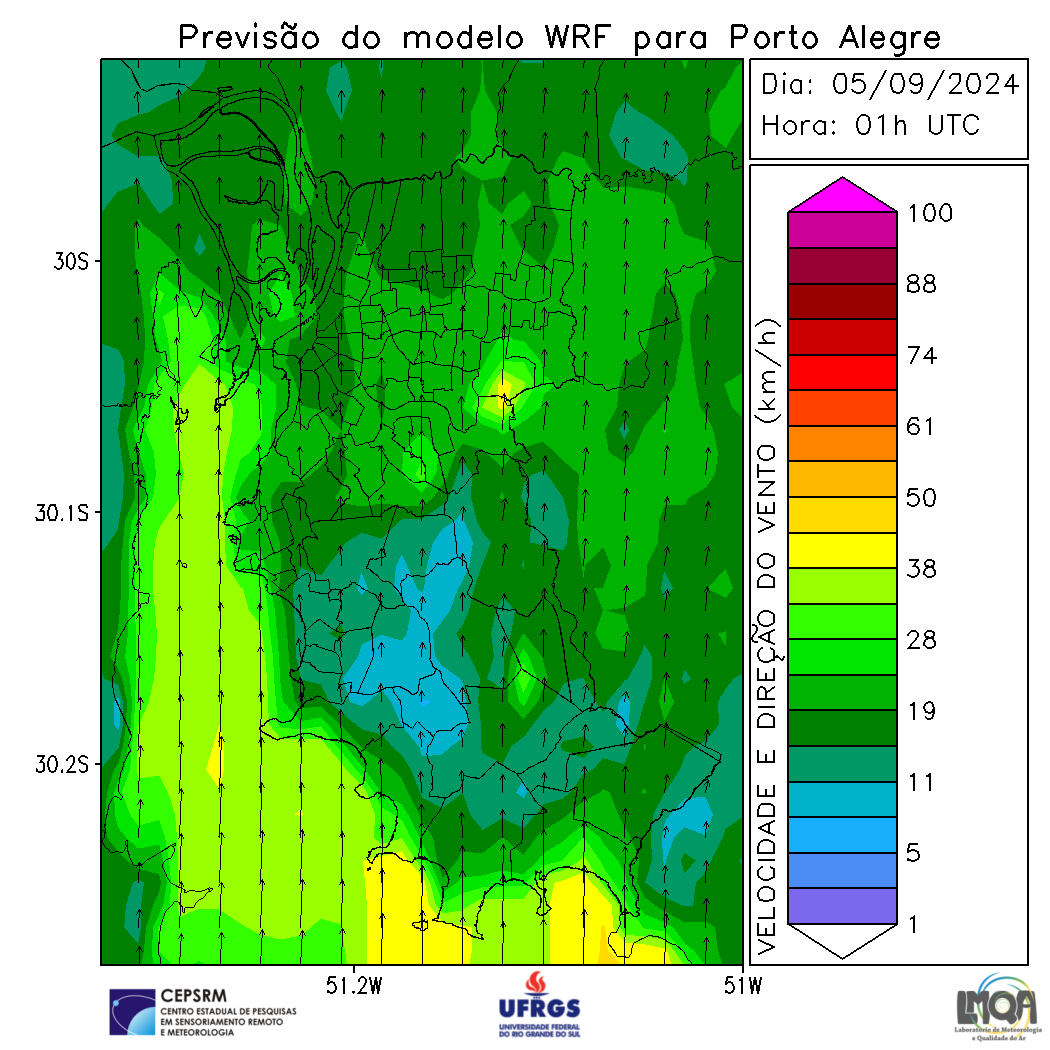 Previsão do modelo WRF para Porto Alegre
Dia: 05/09/2024
Hora: 01h UTC
30S
30.1S
30.2S
51.2W
51W
VELOCIDADE E DIREÇÃO DO VENTO (km/h)
100
88
74
61
50
38
28
19
11
5
1
CEPSRM
CENTRO ESTADUAL DE PESQUISAS
EM SENSORIAMENTO REMOTO
E METEOROLOGIA
UFRGS
UNIVERSIDADE FEDERAL
DO RIO GRANDE DO SUL
LMQA
Laboratório de Meteorologia
e Qualidade do Ar